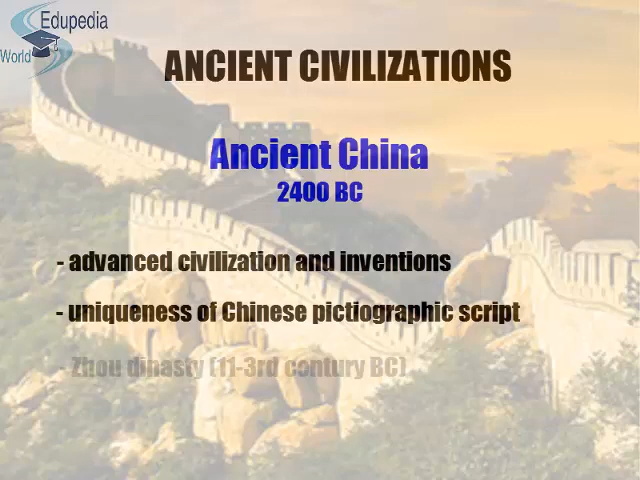 Edupedia
World
ANCIENT CIVILIZATIONS
Ancient China
2400 BC
- advanced civilization and inventions
- uniqueness of Chinese pictiographic script
- Zhou dinasty (11-3rd century BC)